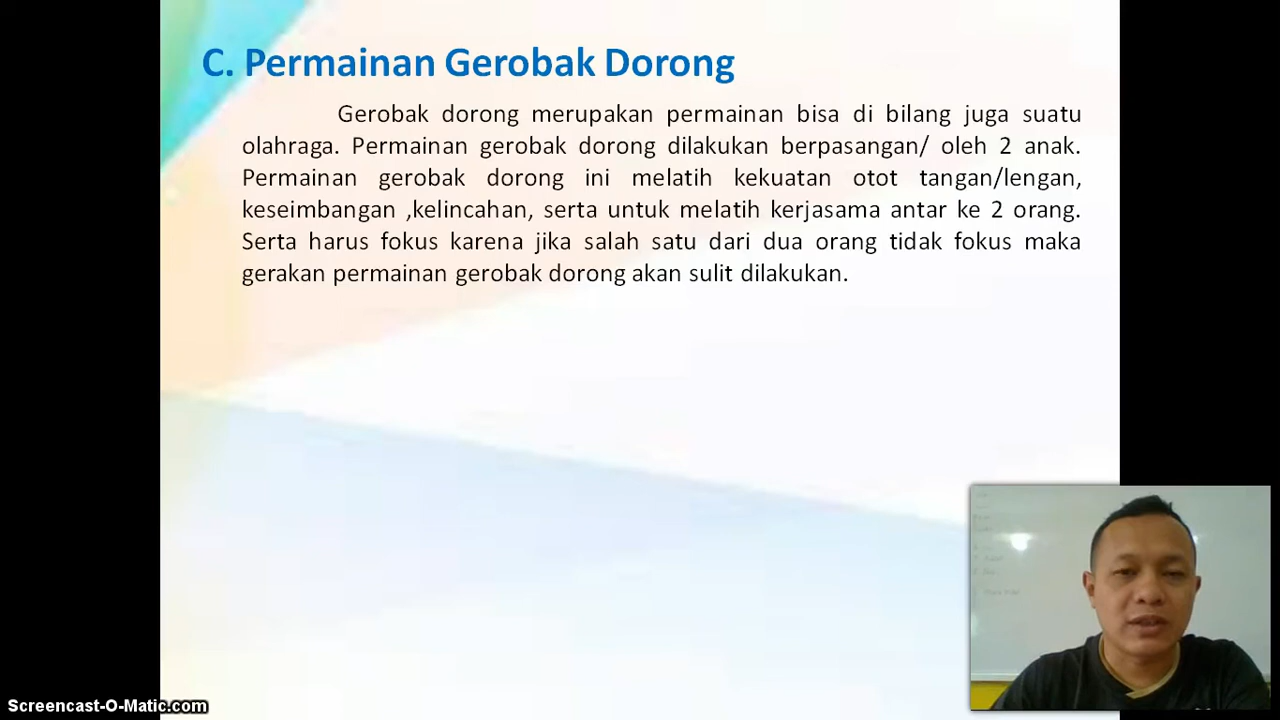 C. Permainan Gerobak Dorong
Gerobak dorong merupakan permainan bisa di bilang juga suatu
olahraga. Permainan gerobak dorong dilakukan berpasangan/ oleh 2 anak.
Permainan gerobak dorong ini melatih kekuatan otot tangan/lengan,
keseimbangan ,kelincahan, serta untuk melatih kerjasama antar ke 2 orang.
Serta harus fokus karena jika salah satu dari dua orang tidak fokus maka
gerakan permainan gerobak dorong akan sulit dilakukan.
Screencast-O-Matic.com